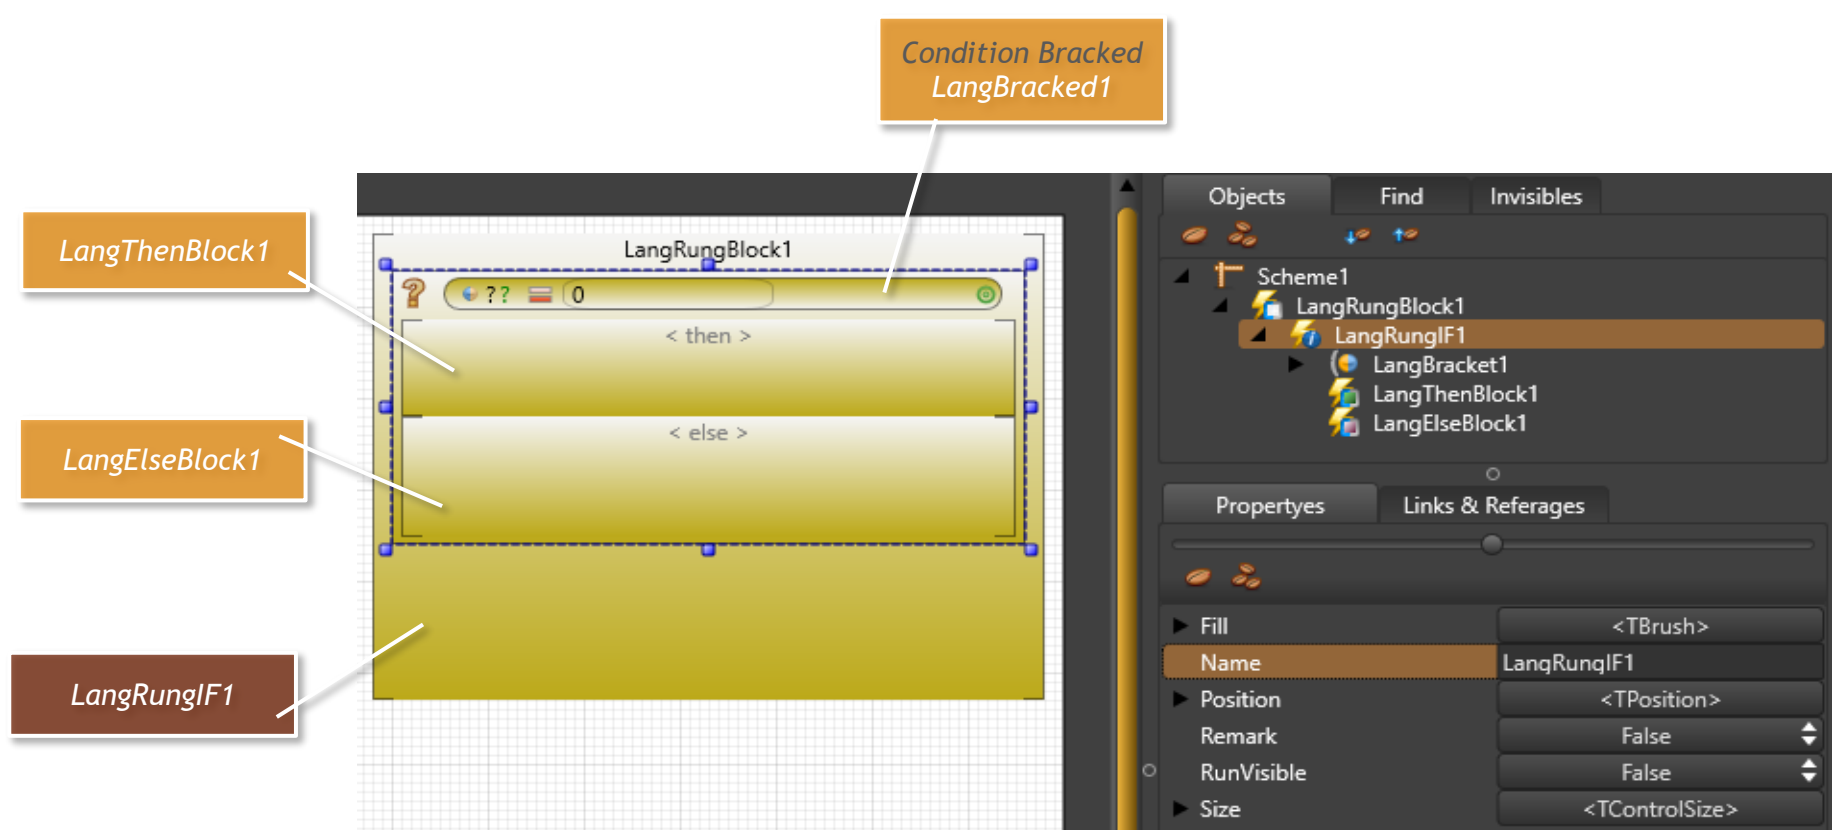 Condition Bracked
LangBracked1
LangThenBlock1
LangElseBlock1
LangRungIF1
LangRungBlock1
?? 0
< then >
< else >
Objects Find Invisibles
Scheme1
LangRungBlock1
LangRungIF1
LangBracket1
LangThenBlock1
LangElseBlock1
Propertyes Links & Referages
Fill <TBrush>
Name LangRungIF1
Position <TPosition>
Remark False
RunVisible False
Size <TControlSize>